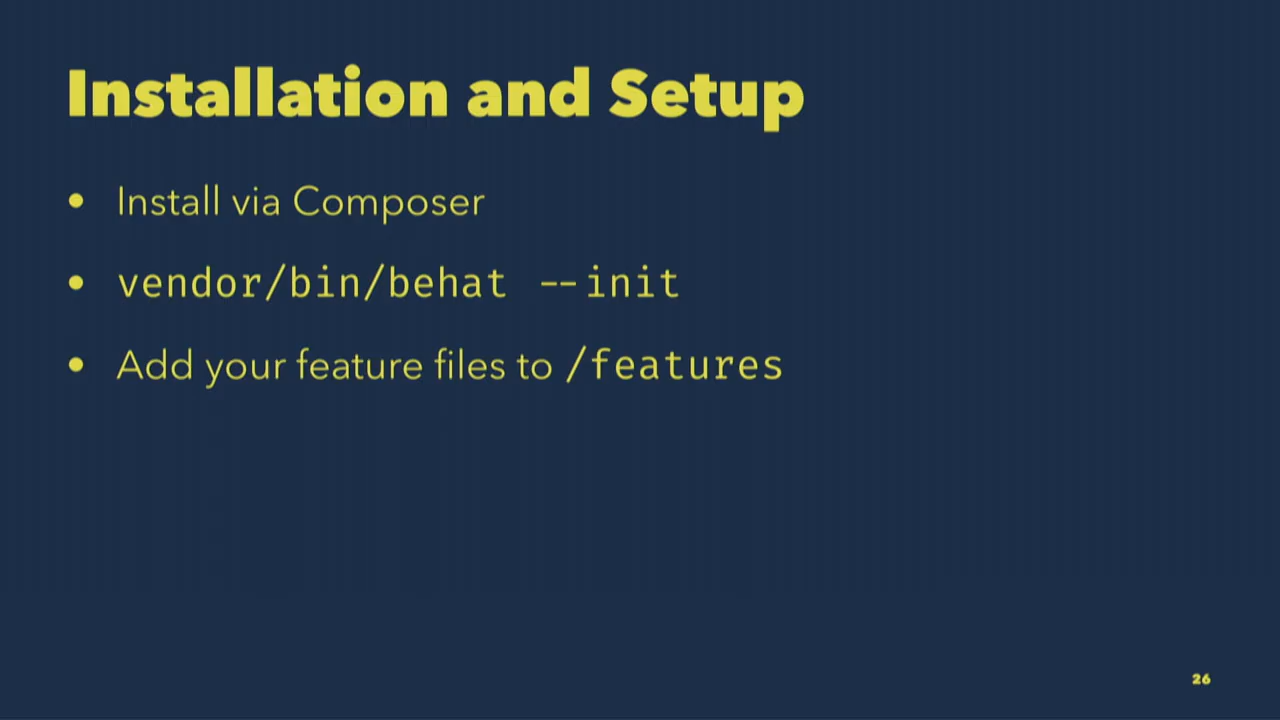 Installation and Setup
• Install via Composer
• vendor/bin/behat --init
• Add your feature files to /features
26